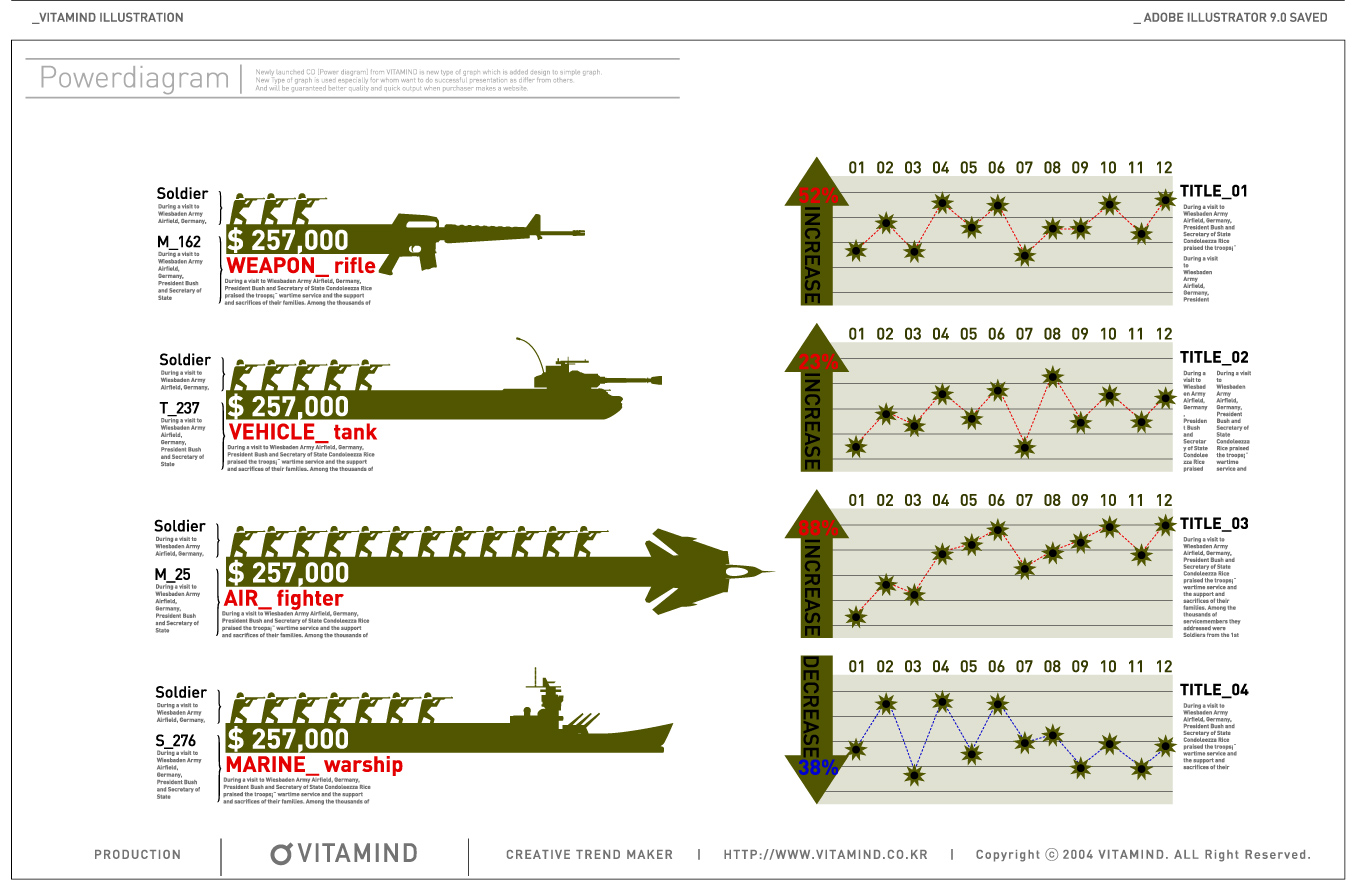 _VITAMIND ILLUSTRATION
_ ADOBE ILLUSTRATOR 9.0 SAVED
Powerdiagram
Newly launched CD (Power diagram) from VITAMIND is new type of graph which is added design to simple graph.
New Type of graph is used especially for whom want to do successful presentation as differ from others.
And will be guaranteed better quality and quick output when purchaser makes a website.
Soldier
During a visit to
Wiesbaden Army
Airfield, Germany,
M_162
During a visit to
Wiesbaden Army
Airfield,
Germany,
President Bush
and Secretary of
State
$ 257,000
WEAPON_ rifle
During a visit to Wiesbaden Army Airfield, Germany,
President Bush and Secretary of State Condoleezza Rice
praised the troops¡¯ wartime service and the support
and sacrifices of their families. Among the thousands of
Soldier
During a visit to
Wiesbaden Army
Airfield, Germany,
T_237
During a visit to
Wiesbaden Army
Airfield,
Germany,
President Bush
and Secretary of
State
$ 257,000
VEHICLE_ tank
During a visit to Wiesbaden Army Airfield, Germany,
President Bush and Secretary of State Condoleezza Rice
praised the troops¡¯ wartime service and the support
and sacrifices of their families. Among the thousands of
Soldier
During a visit to
Wiesbaden Army
Airfield, Germany,
M_25
During a visit to
Wiesbaden Army
Airfield,
Germany,
President Bush
and Secretary of
State
$ 257,000
AIR_ fighter
During a visit to Wiesbaden Army Airfield, Germany,
President Bush and Secretary of State Condoleezza Rice
praised the troops¡¯ wartime service and the support
and sacrifices of their families. Among the thousands of
Soldier
During a visit to
Wiesbaden Army
Airfield, Germany,
S_276
During a visit to
Wiesbaden Army
Airfield,
Germany,
President Bush
and Secretary of
State
$ 257,000
MARINE_ warship
During a visit to Wiesbaden Army Airfield, Germany,
President Bush and Secretary of State Condoleezza Rice
praised the troops¡¯ wartime service and the support
and sacrifices of their families. Among the thousands of
52%
INCREASE
01 02 03 04 05 06 07 08 09 10 11 12
TITLE_01
During a visit to
Wiesbaden Army
Airfield, Germany,
President Bush and
Secretary of State
Condoleezza Rice
praised the troops¡¯
During a visit
to
Wiesbaden
Army
Airfield,
Germany,
President
23%
INCREASE
01 02 03 04 05 06 07 08 09 10 11 12
TITLE_02
During a
visit to
Wiesbad
en Army
Airfield,
Germany
,
Presiden
t Bush
and
Secretar
y of State
Condolee
zza Rice
praised
During a visit
to
Wiesbaden
Army
Airfield,
Germany,
President
Bush and
Secretary of
State
Condoleezza
Rice praised
the troops¡¯
wartime
service and
88%
INCREASE
01 02 03 04 05 06 07 08 09 10 11 12
TITLE_03
During a visit to
Wiesbaden Army
Airfield, Germany,
President Bush and
Secretary of State
Condoleezza Rice
praised the troops¡¯
wartime service and
the support and
sacrifices of their
families. Among the
thousands of
servicemembers they
addressed were
Soldiers from the 1st
DECREASE
38%
01 02 03 04 05 06 07 08 09 10 11 12
TITLE_04
During a visit to
Wiesbaden Army
Airfield, Germany,
President Bush and
Secretary of State
Condoleezza Rice
praised the troops¡¯
wartime service and
the support and
sacrifices of their
PRODUCTION
VITAMIND
CREATIVE TREND MAKER | HTTP://WWW.VITAMIND.CO.KR | Copyright ⓒ 2004 VITAMIND. ALL Right Reserved.